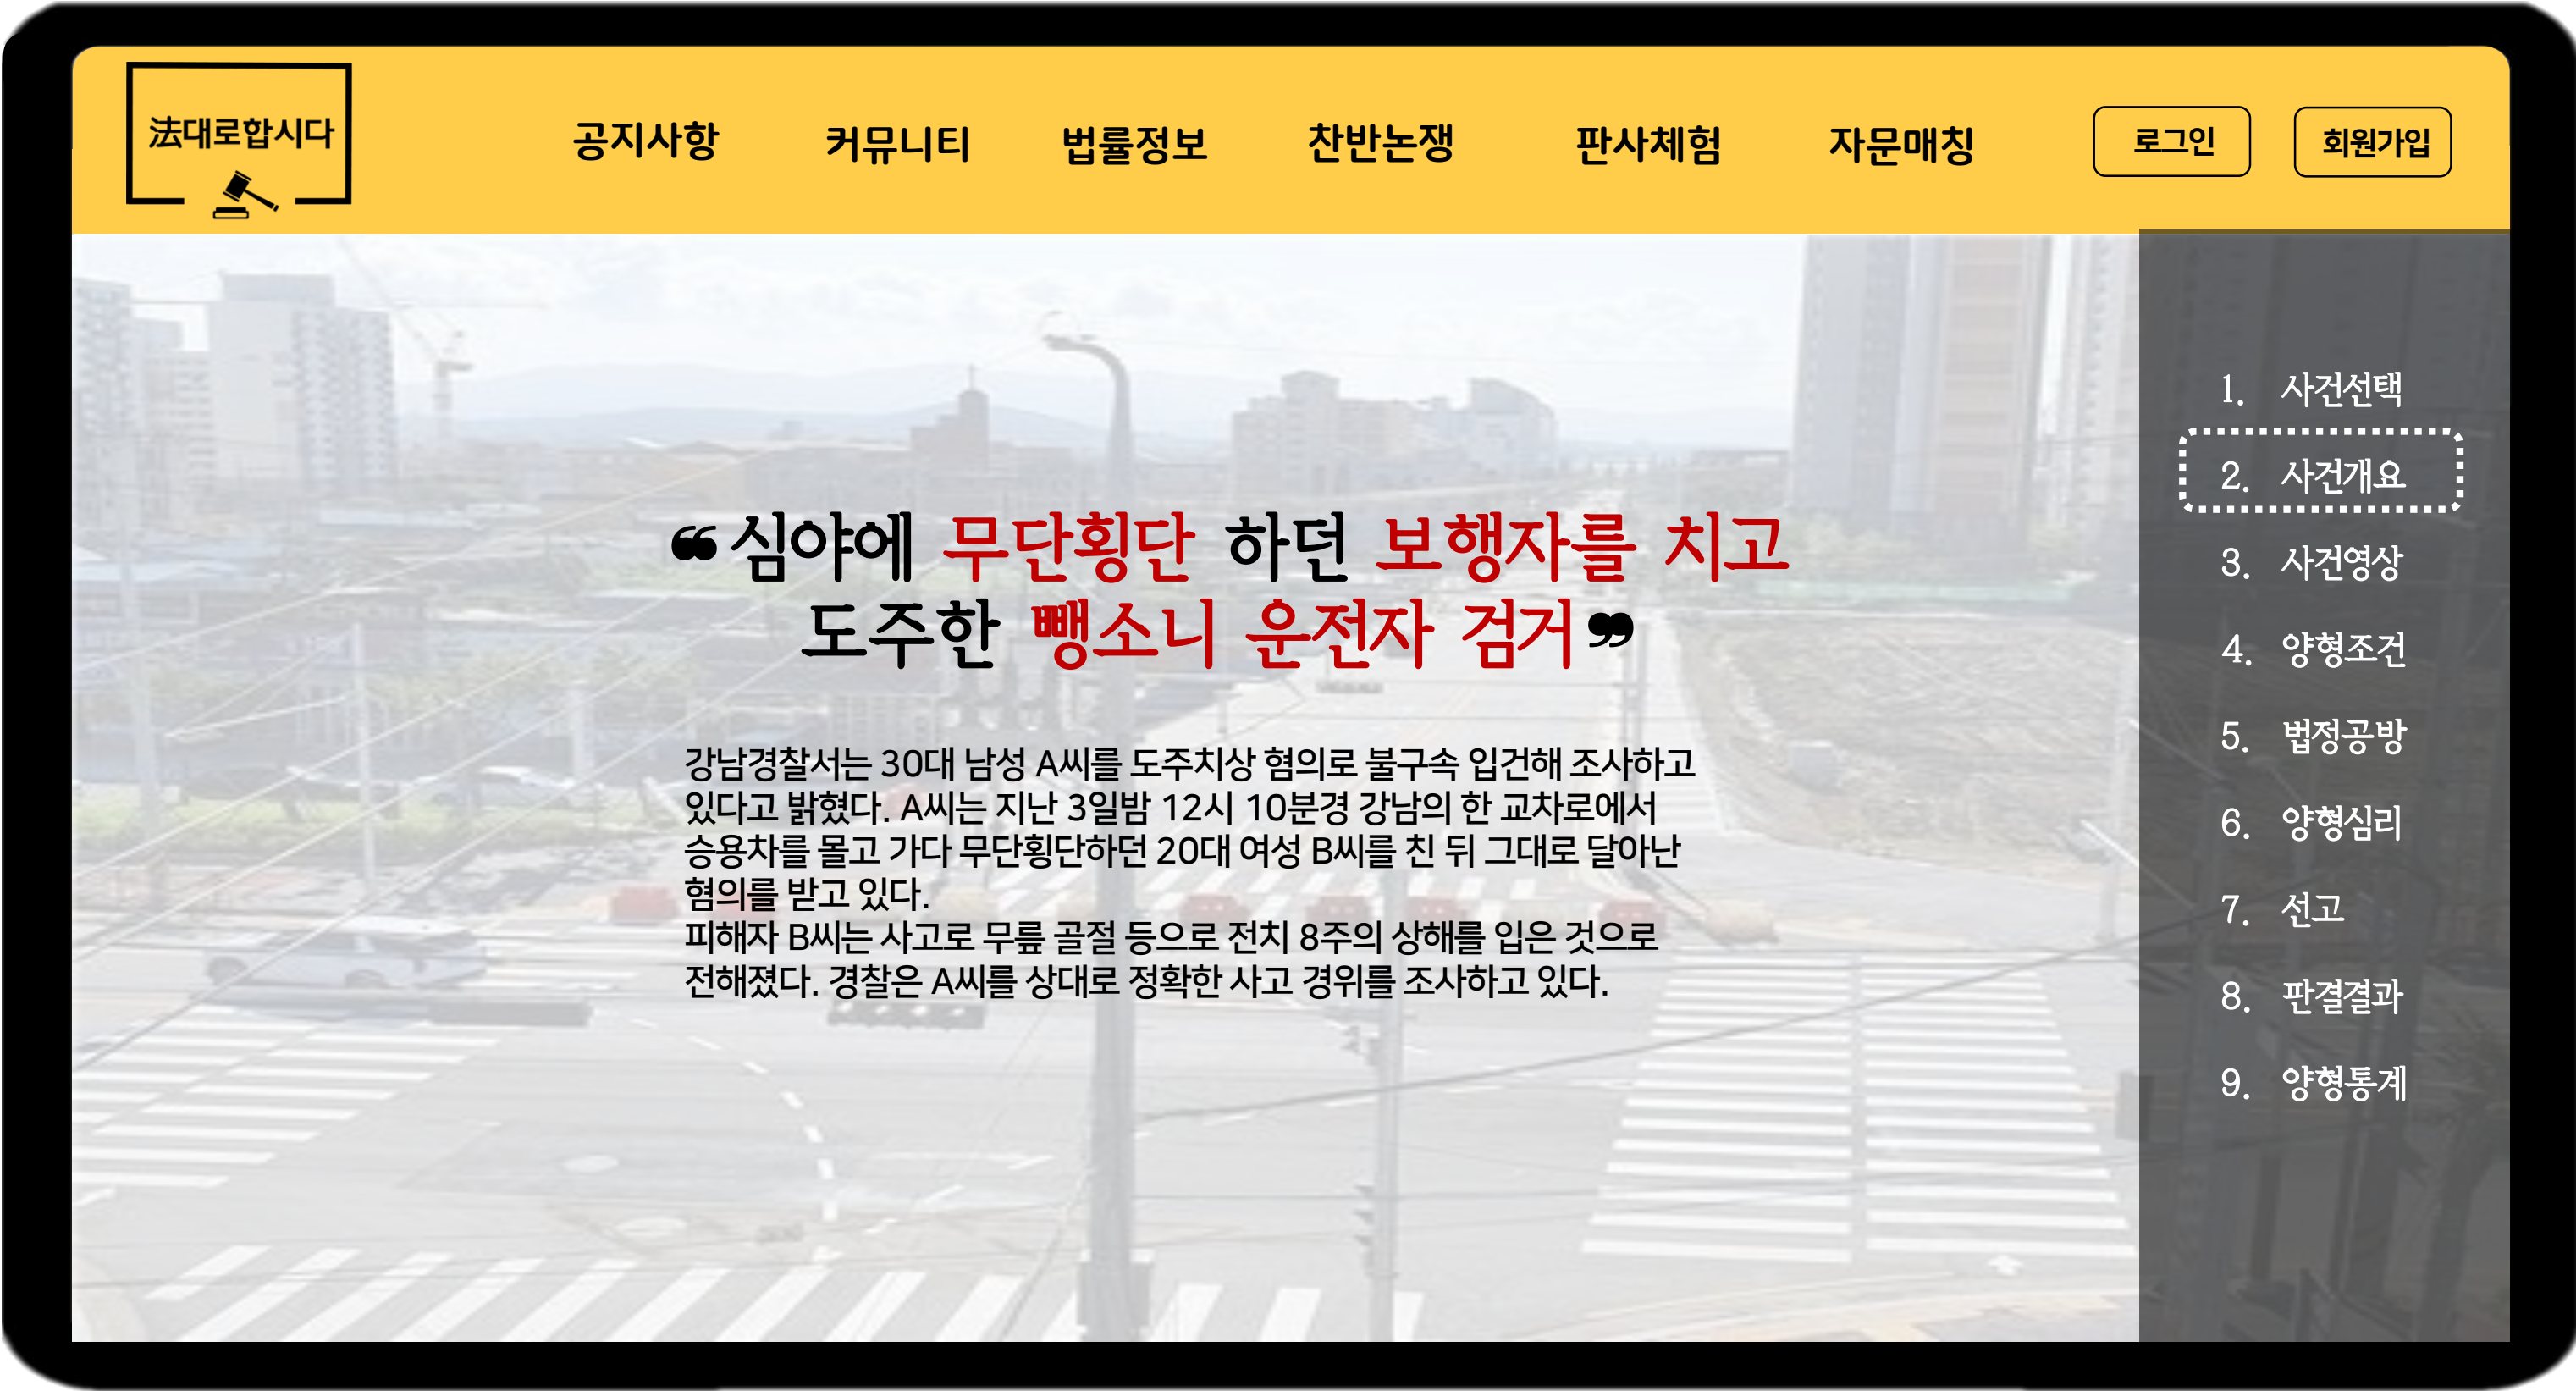 法대로합시다
공지사항
커뮤니티
법률정보
찬반논쟁
판사체험
자문매칭
로그인
회원가입
❝심야에 무단횡단 하던 보행자를 치고
도주한 뺑소니 운전자 검거❞
강남경찰서는 30대 남성 A씨를 도주치상 혐의로 불구속 입건해 조사하고
있다고 밝혔다. A씨는 지난 3일밤 12시 10분경 강남의 한 교차로에서
승용차를 몰고 가다 무단횡단하던 20대 여성 B씨를 친 뒤 그대로 달아난
혐의를 받고 있다.
피해자 B씨는 사고로 무릎 골절 등으로 전치 8주의 상해를 입은 것으로
전해졌다. 경찰은 A씨를 상대로 정확한 사고 경위를 조사하고 있다.
1. 사건선택
2. 사건개요
3. 사건영상
4. 양형조건
5. 법정공방
6. 양형심리
7. 선고
8. 판결결과
9. 양형통계